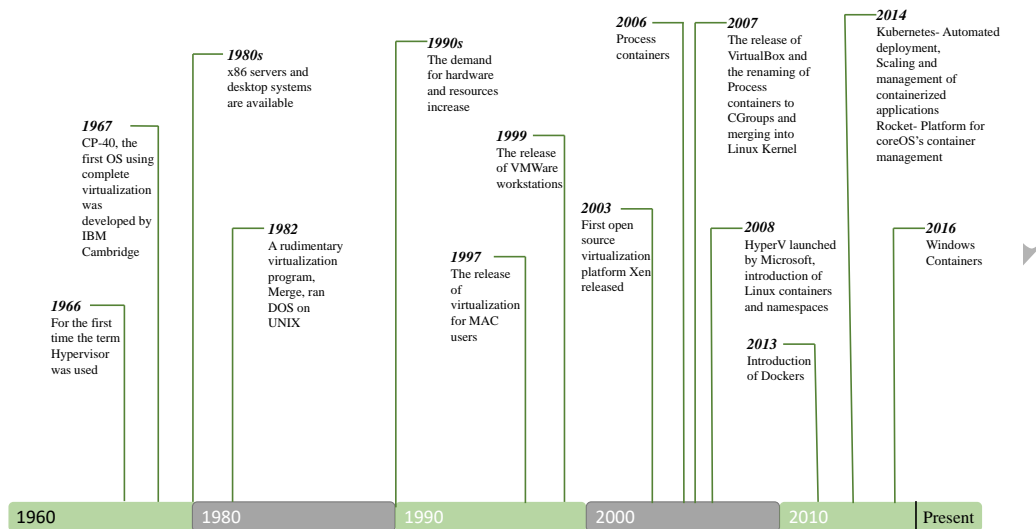 1966
For the first
time the term
Hypervisor
was used
1967
CP-40, the
first OS using
complete
virtualization
was
developed by
IBM
Cambridge
1980s
x86 servers and
desktop systems
are available
1982
A rudimentary
virtualization
program,
Merge, ran
DOS on
UNIX
1990s
The demand
for hardware
and resources
increase
1997
The release
of
virtualization
for MAC
users
1999
The release
of VMWare
workstations
2003
First open
source
virtualization
platform Xen
released
2006
Process
containers
2007
The release of
VirtualBox and
the renaming of
Process
containers to
CGroups and
merging into
Linux Kernel
2008
HyperV launched
by Microsoft,
introduction of
Linux containers
and namespaces
2013
Introduction
of Dockers
2014
Kubernetes- Automated
deployment,
Scaling and
management of
containerized
applications
Rocket- Platform for
coreOS's container
management
2016
Windows
Containers
1960
1980
1990
2000
2010
Present